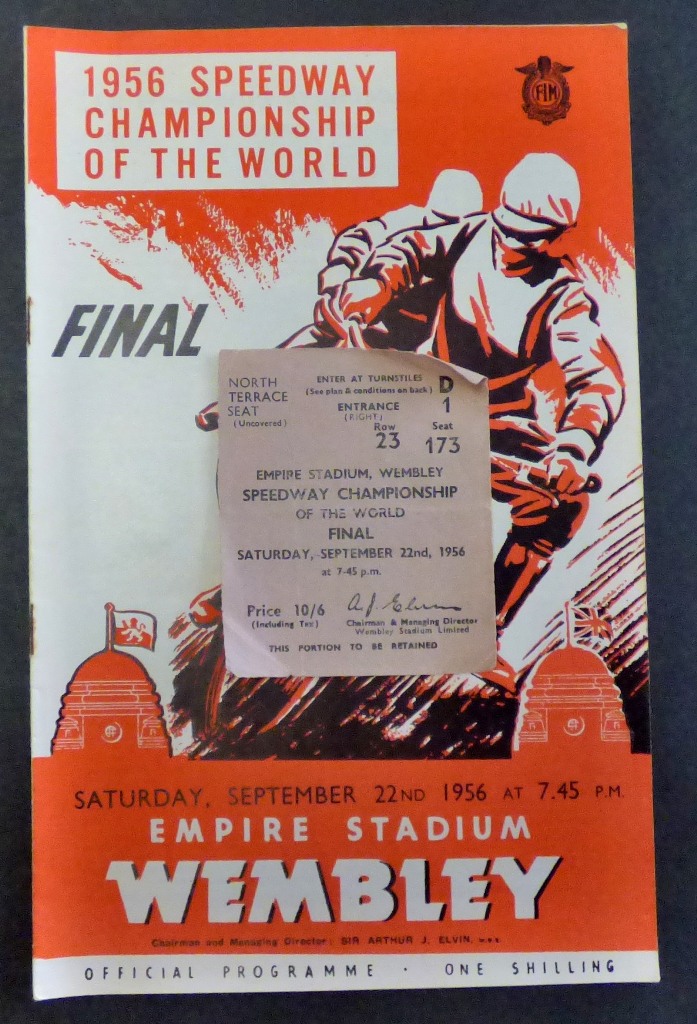 1956 SPEEDWAY
CHAMPIONSHIP
OF THE WORLD
FIM
FINAL
NORTH
TERRACE
SEAT
(Uncovered)
ENTER AT TURNSTILES
(See plan & conditions on back)
D
ENTRANCE
(RIGHT)
1
Row
23
Seat
173
EMPIRE STADIUM, WEMBLEY
SPEEDWAY CHAMPIONSHIP
OF THE WORLD
FINAL
SATURDAY, SEPTEMBER 22nd, 1956
at 7-45 p.m.
Price 10/6
(Including Tax)
A.J. Elvin
Chairman & Managing Director
Wembley Stadium Limited
THIS PORTION TO BE RETAINED
SATURDAY, SEPTEMBER 22ND 1956 AT 7.45 P.M.
EMPIRE STADIUM
WEMBLEY
Chairman and Managing Director: SIR ARTHUR J. ELVIN, M.B.E.
OFFICIAL PROGRAMME · ONE SHILLING